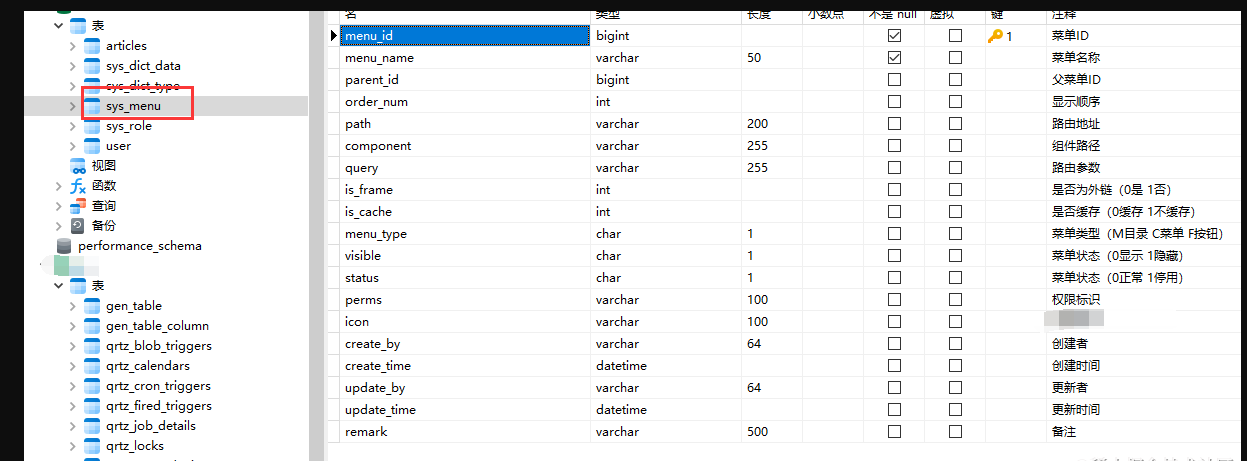 表
articles
sys_dict_data
sys_dict_type
sys_menu
sys_role
user
视图
函数
查询
备份
performance_schema
表
gen_table
gen_table_column
qrtz_blob_triggers
qrtz_calendars
qrtz_cron_triggers
qrtz_fired_triggers
qrtz_job_details
qrtz_locks
名 类型 长度 小数点 不是 null 虚拟 键 注释
menu_id bigint 1 菜单ID
menu_name varchar 50 菜单名称
parent_id bigint 父菜单ID
order_num int 显示顺序
path varchar 200 路由地址
component varchar 255 组件路径
query varchar 255 路由参数
is_frame int 是否为外链（0是 1否）
is_cache int 是否缓存（0缓存 1不缓存）
menu_type char 1 菜单类型（M目录 C菜单 F按钮）
visible char 1 菜单状态（0显示 1隐藏）
status char 1 菜单状态（0正常 1停用）
perms varchar 100 权限标识
icon varchar 100
create_by varchar 64 创建者
create_time datetime 创建时间
update_by varchar 64 更新者
update_time datetime 更新时间
remark varchar 500 备注